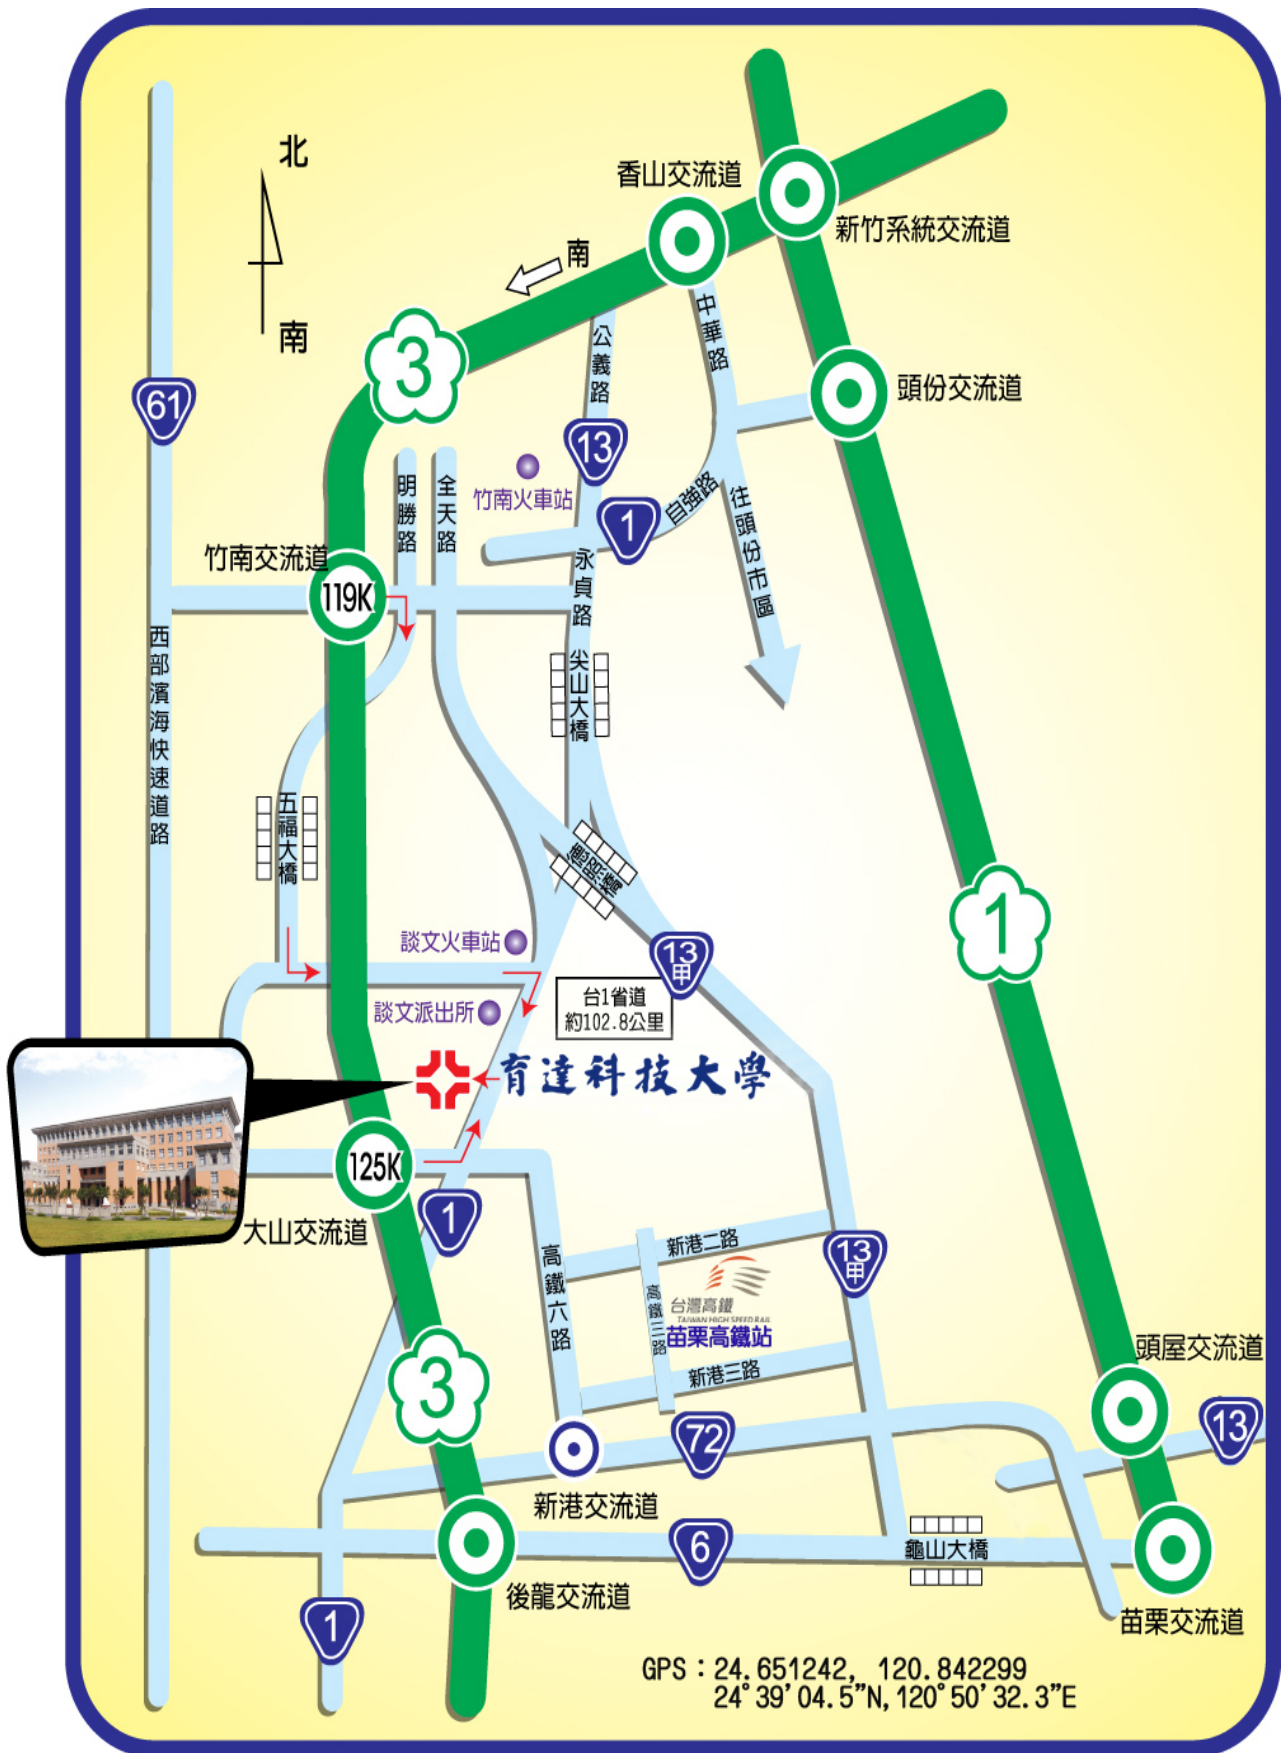 北
南
香山交流道
新竹系統交流道
南
中華路
公義路
3
頭份交流道
61
13
竹南火車站
明勝路
全天路
1
自強路
往頭份市區
竹南交流道
119K
永貞路
西部濱海快速道路
尖山大橋
五福大橋
德昭橋
1
談文火車站
13甲
談文派出所
台1省道
約102.8公里
育達科技大學
125K
大山交流道
1
高鐵六路
新港二路
13甲
高鐵三路
台灣高鐵
TAIWAN HIGH SPEED RAIL
苗栗高鐵站
新港三路
3
頭屋交流道
13
72
新港交流道
6
龜山大橋
後龍交流道
1
苗栗交流道
GPS：24.651242, 120.842299
24°39'04.5"N, 120°50'32.3"E